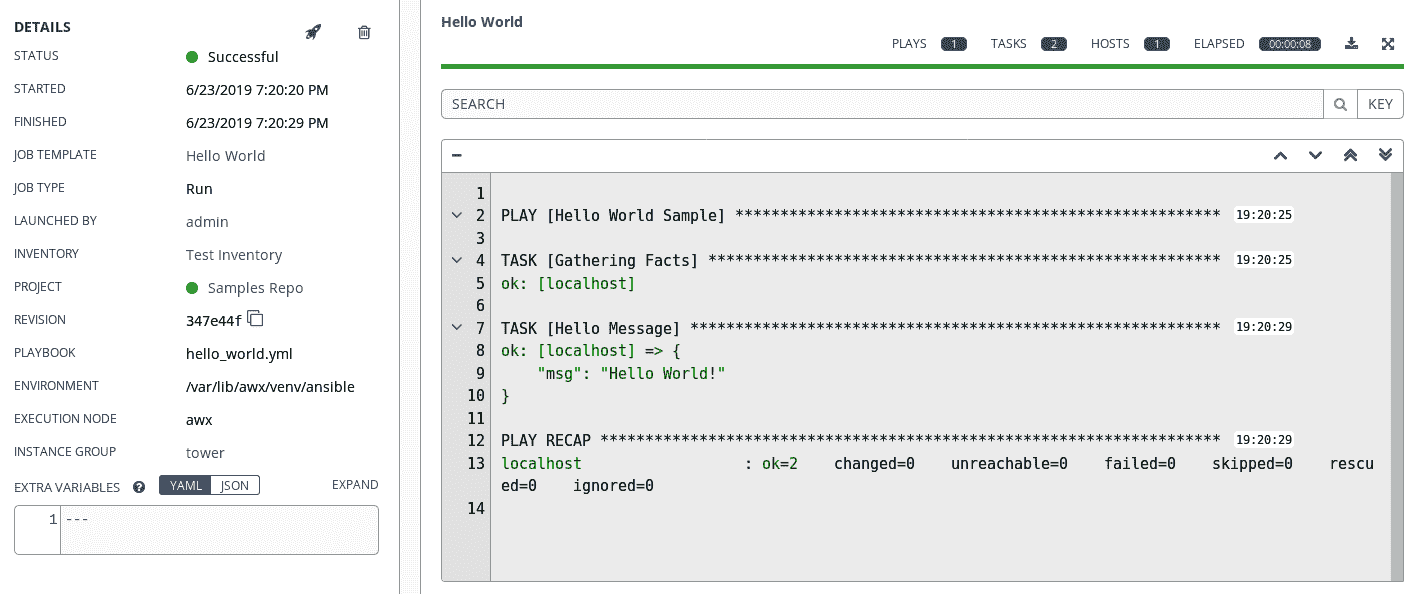 DETAILS
STATUS Successful
STARTED 6/23/2019 7:20:20 PM
FINISHED 6/23/2019 7:20:29 PM
JOB TEMPLATE Hello World
JOB TYPE Run
LAUNCHED BY admin
INVENTORY Test Inventory
PROJECT Samples Repo
REVISION 347e44f
PLAYBOOK hello_world.yml
ENVIRONMENT /var/lib/awx/venv/ansible
EXECUTION NODE awx
INSTANCE GROUP tower
EXTRA VARIABLES ? YAML JSON EXPAND
1 ---
Hello World
PLAYS 1 TASKS 2 HOSTS 1 ELAPSED 00:00:08
SEARCH KEY
1
2 PLAY [Hello World Sample] ****************************************************** 19:20:25
3
4 TASK [Gathering Facts] ********************************************************* 19:20:25
5 ok: [localhost]
6
7 TASK [Hello Message] *********************************************************** 19:20:29
8 ok: [localhost] => {
9     "msg": "Hello World!"
10 }
11
12 PLAY RECAP ********************************************************************* 19:20:29
13 localhost                  : ok=2    changed=0    unreachable=0    failed=0    skipped=0    rescu
ed=0    ignored=0
14